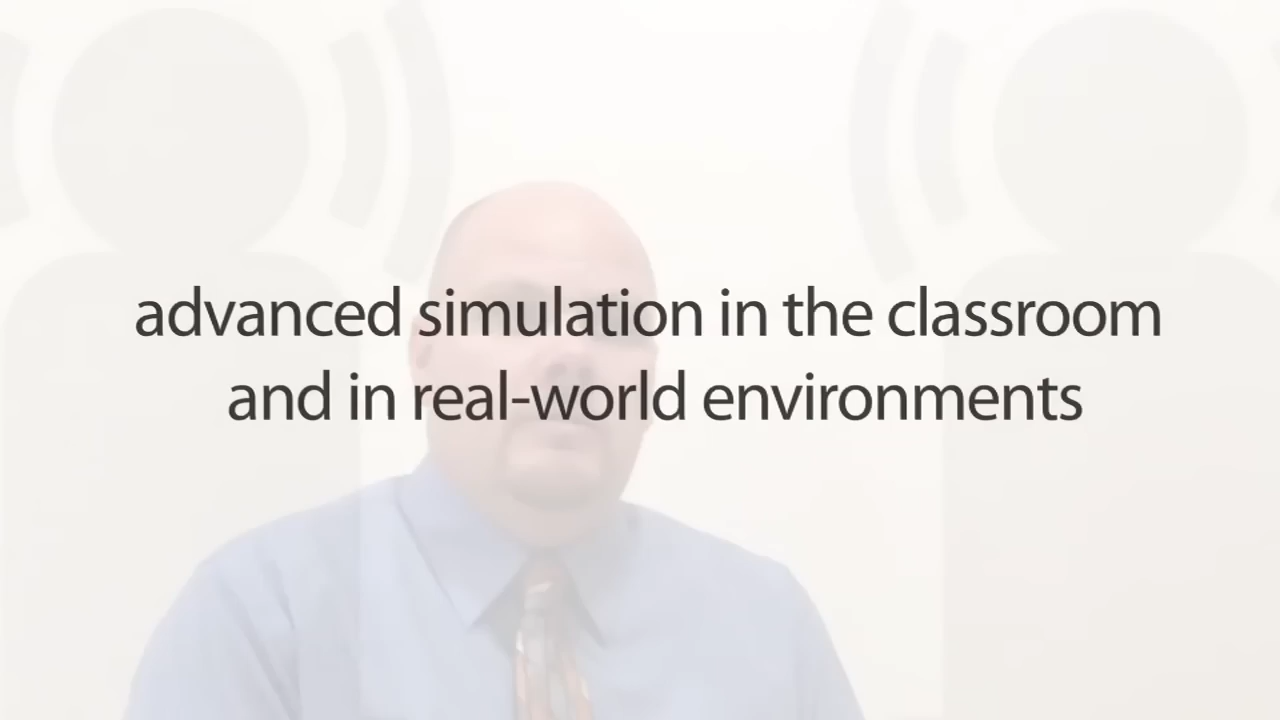 advanced simulation in the classroom
and in real-world environments